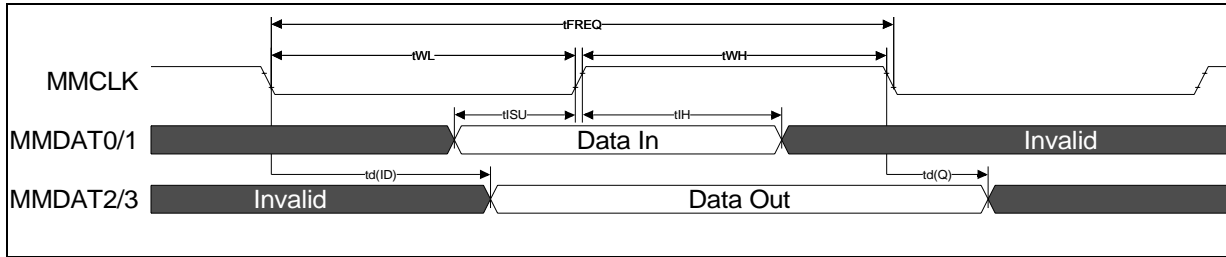 tFREQ
tWL tWH
MMCLK
tISU tIH
MMDAT0/1 Data In Invalid
td(ID) td(Q)
MMDAT2/3 Invalid Data Out